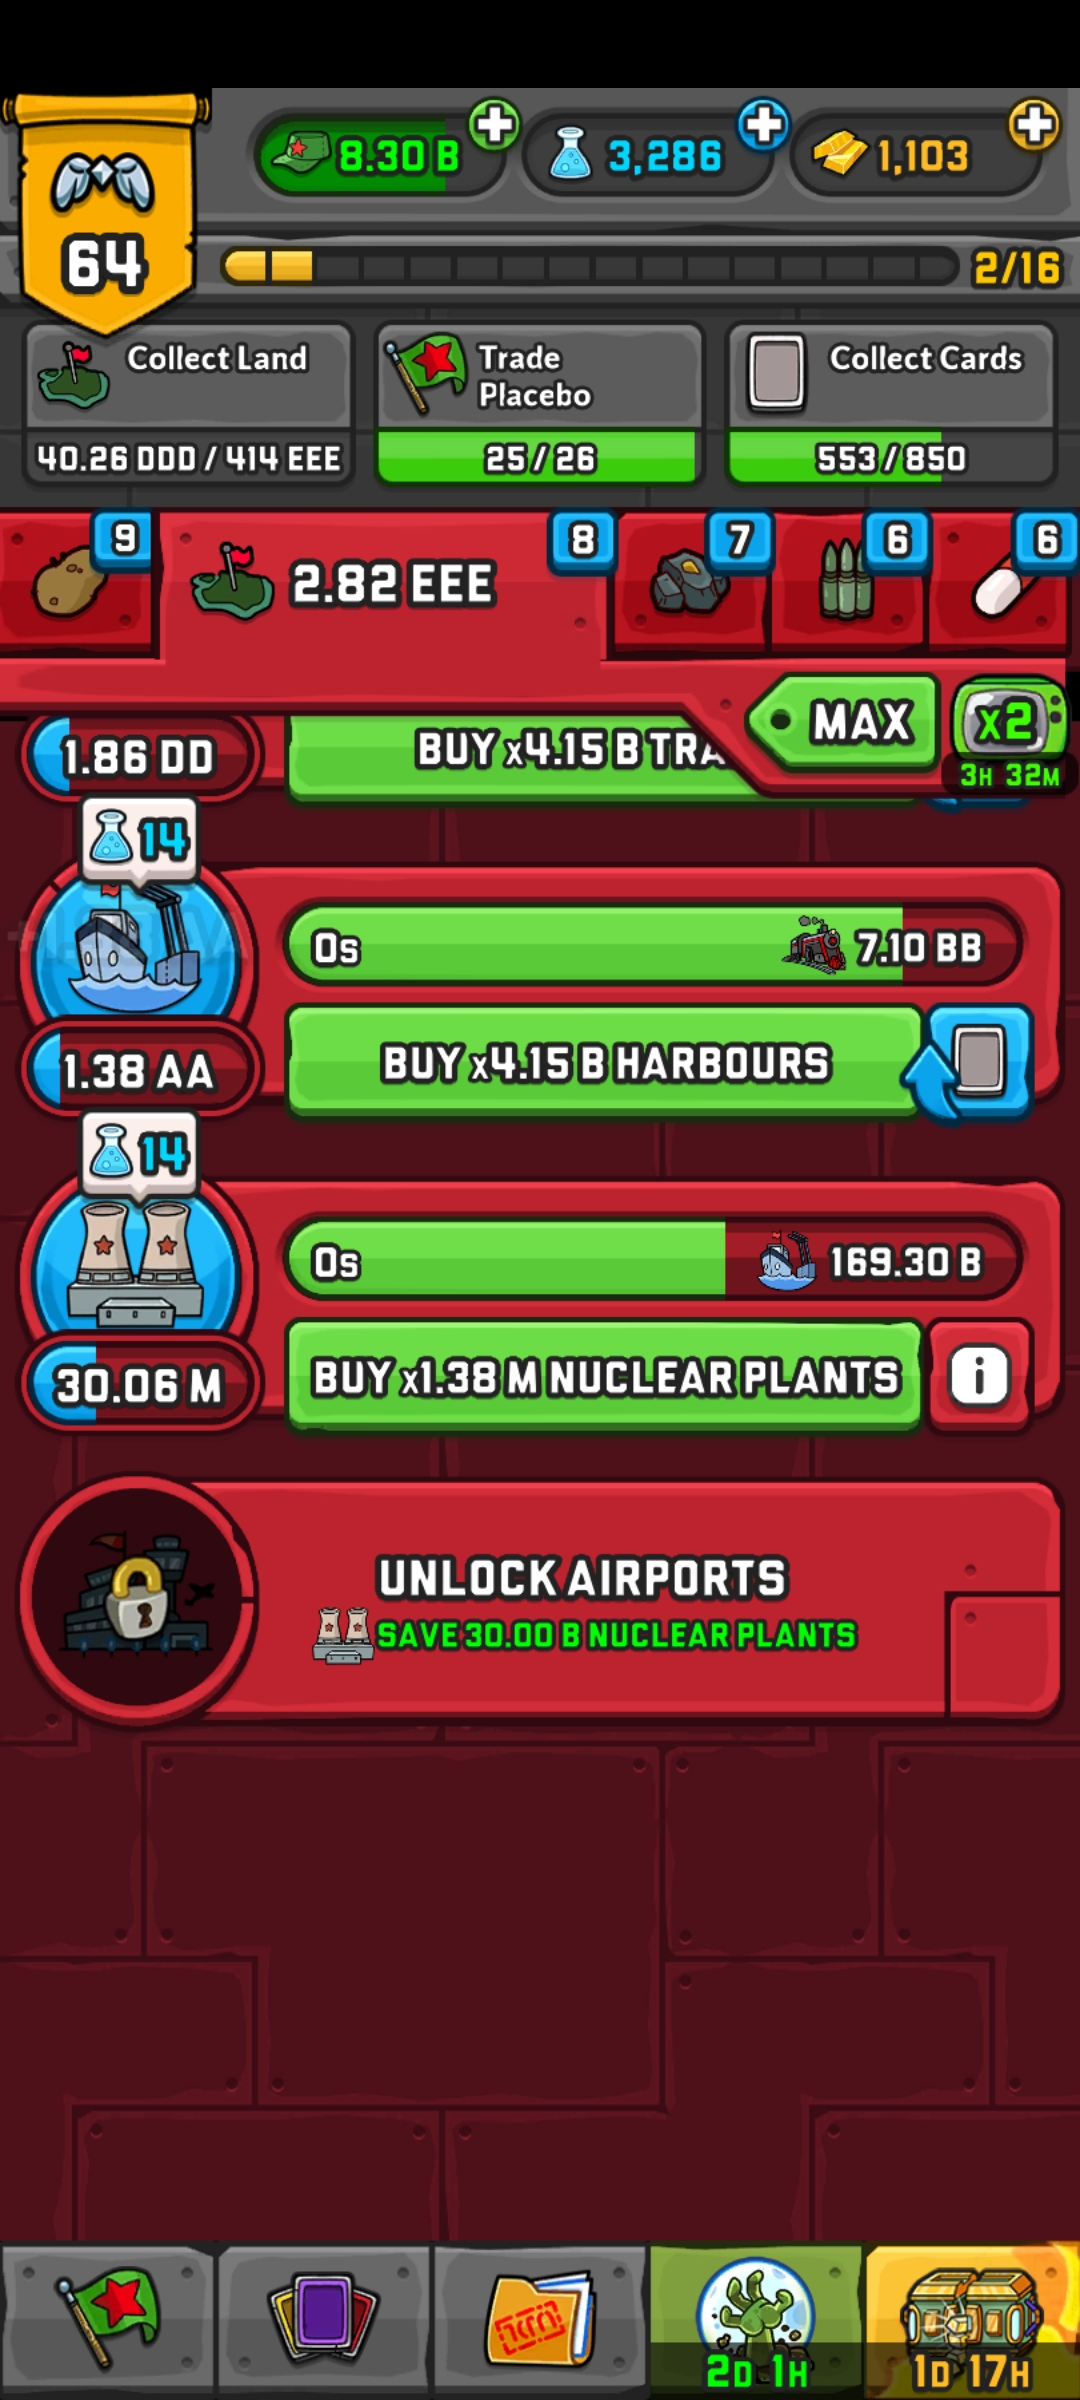 8.30 B
3,286
1,103
64
2/16
Collect Land
40.26 DDD / 414 EEE
Trade
Placebo
25/26
Collect Cards
553/850
9
2.82 EEE
8
7
6
6
MAX
x2
3H 32M
1.86 DD
BUY x4.15 B TRA
14
0s
7.10 BB
1.38 AA
BUY x4.15 B HARBOURS
14
0s
169.30 B
30.06 M
BUY x1.38 M NUCLEAR PLANTS
i
UNLOCK AIRPORTS
SAVE 30.00 B NUCLEAR PLANTS
2D 1H
1D 17H